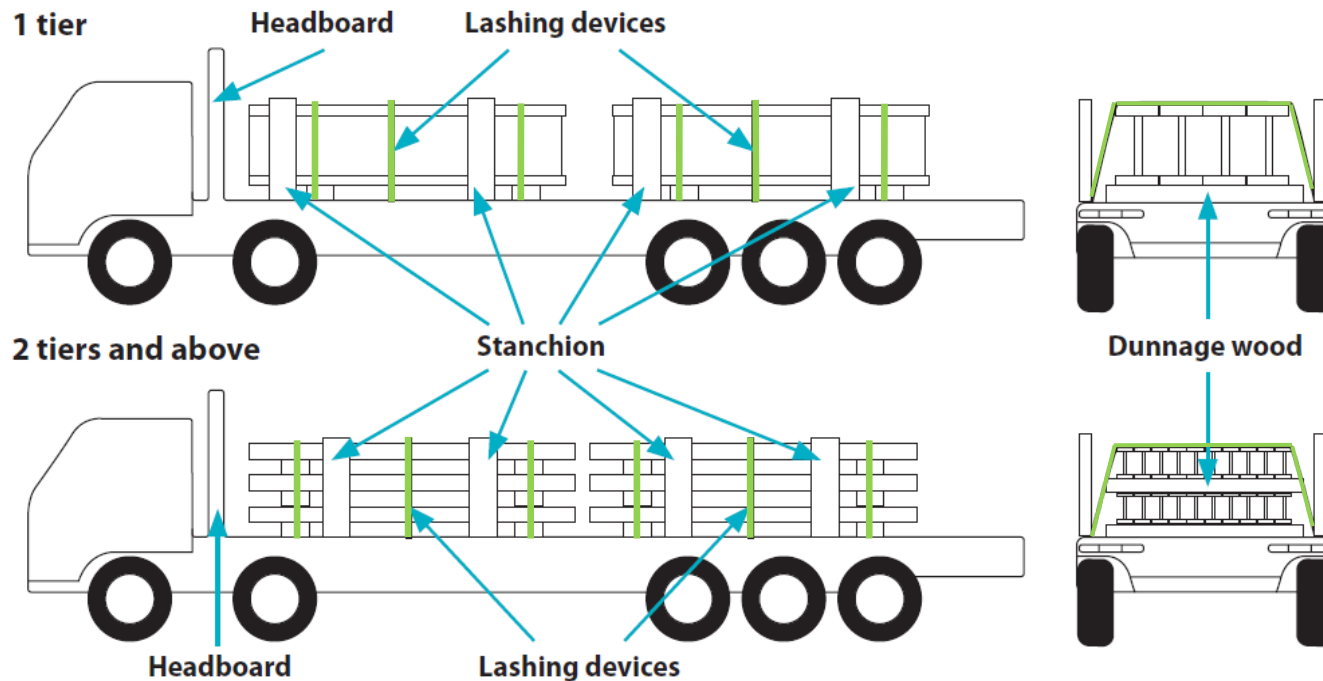 1 tier
Headboard
Lashing devices
2 tiers and above
Stanchion
Dunnage wood
Headboard
Lashing devices